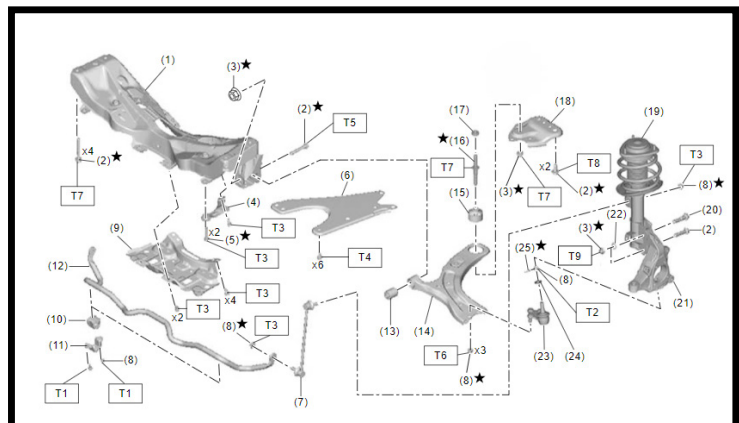 (1)
(3)★
(2)★
T5
(17)
(18)
(19)
x4
(2)★
T7
★(16)
T7
x2
T8
T3
(3)★
(2)★
(8)★
T7
(6)
(15)
(4)
T3
x2
(5)★
T3
(20)
(22)
(3)★
(2)
T9
(9)
x6
T4
(25)★
(8)
(12)
T3
x4
T3
x2
(21)
T2
(10)
(8)★
T3
(13)
(14)
(11)
(8)
(23)
(24)
T6
x3
(8)★
T1
T1
(7)